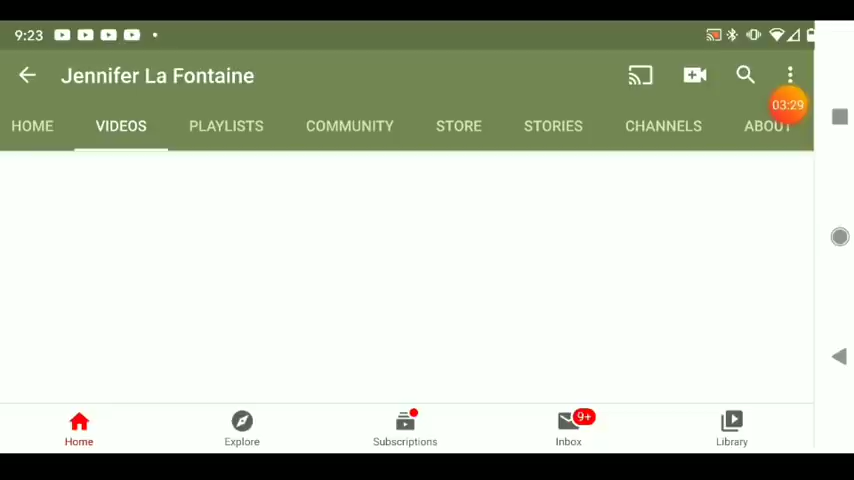 9:23
Jennifer La Fontaine
03:29
HOME VIDEOS PLAYLISTS COMMUNITY STORE STORIES CHANNELS ABOUT
9+
Home Explore Subscriptions Inbox Library